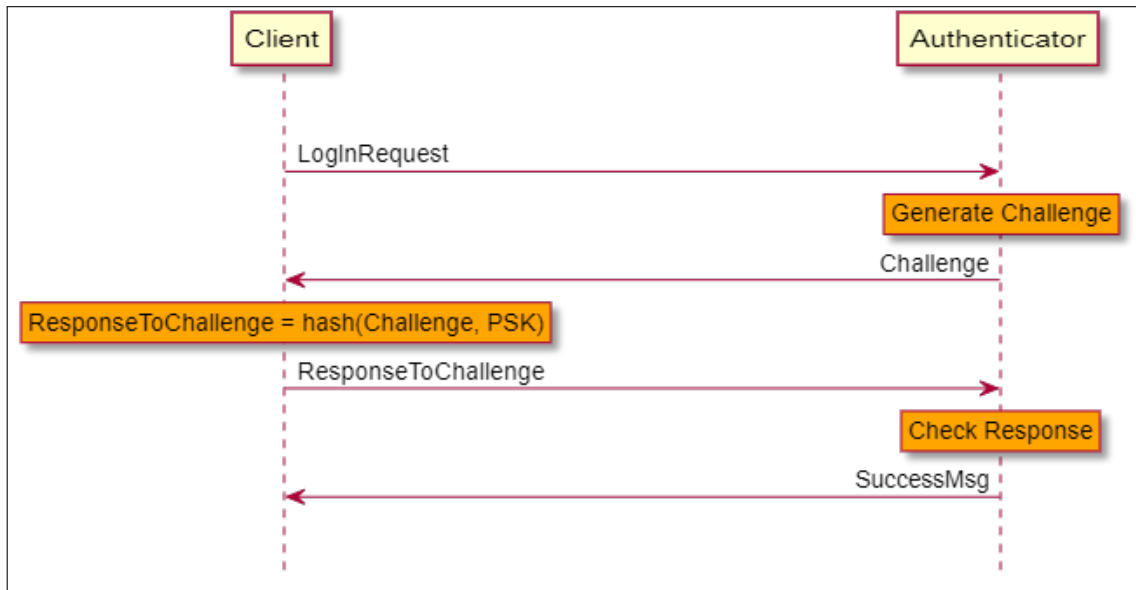 Client
Authenticator
LogInRequest
Generate Challenge
Challenge
ResponseToChallenge = hash(Challenge, PSK)
ResponseToChallenge
Check Response
SuccessMsg